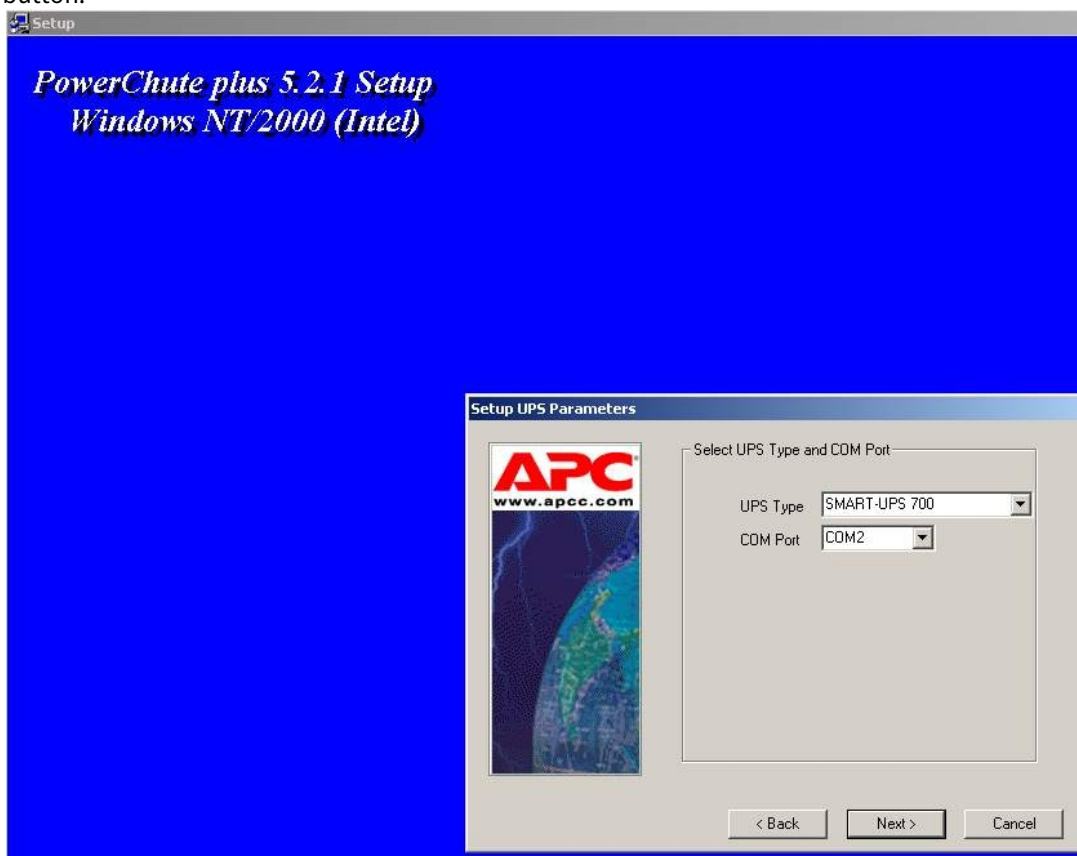 button.
Setup
PowerChute plus 5.2.1 Setup
Windows NT/2000 (Intel)
Setup UPS Parameters
APC
www.apcc.com
Select UPS Type and COM Port
UPS Type SMART-UPS 700
COM Port COM2
< Back Next > Cancel